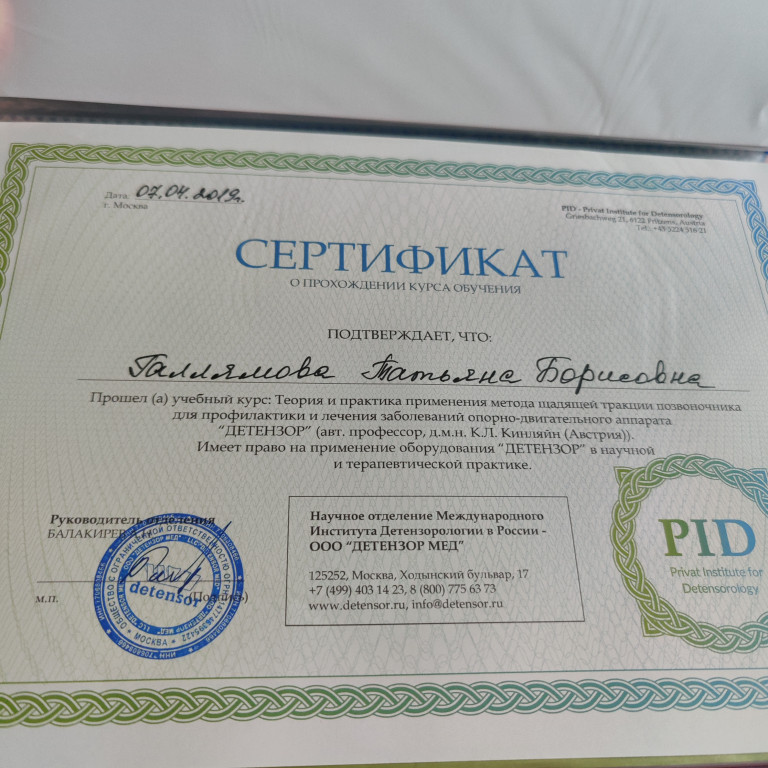 Дата 07.04.2019г.
г. Москва
PID - Privat Institute for Detensorology
6122 Fritzens, Austria
СЕРТИФИКАТ
О ПРОХОЖДЕНИИ КУРСА ОБУЧЕНИЯ
ПОДТВЕРЖДАЕТ, ЧТО:
Галлямова Татьяна Борисовна
Прошел (а) учебный курс: Теория и практика применения метода щадящей тракции позвоночника
для профилактики и лечения заболеваний опорно-двигательного аппарата
"ДЕТЕНЗОР" (авт. профессор, д.м.н. К.Л. Кинляйн (Австрия)).
Имеет право на применение оборудования "ДЕТЕНЗОР" в научной
и терапевтической практике.
Руководитель отделения
БАЛАКИРЕВ
м.п.
(Подпись)
detensor
МОСКВА
Научное отделение Международного
Института Детензорологии в России -
ООО "ДЕТЕНЗОР МЕД"
125252, Москва, Ходынский бульвар, 17
+7 (499) 403 14 23, 8 (800) 775 63 73
www.detensor.ru, info@detensor.ru
PID
Privat Institute for
Detensorology